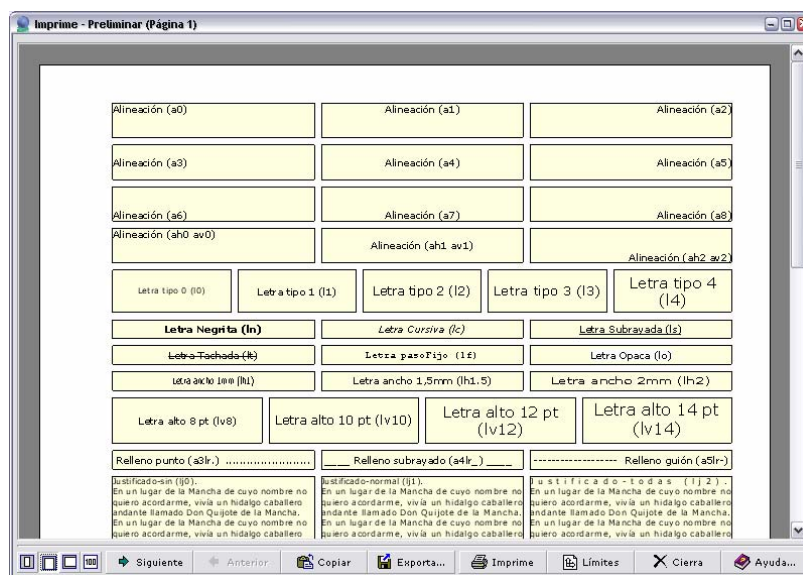 Imprime - Preliminar (Página 1)
Alineación (a0) Alineación (a1) Alineación (a2)
Alineación (a3) Alineación (a4) Alineación (a5)
Alineación (a6) Alineación (a7) Alineación (a8)
Alineación (ah0 av0) Alineación (ah1 av1) Alineación (ah2 av2)
Letra tipo 0 (l0) Letra tipo 1 (l1) Letra tipo 2 (l2) Letra tipo 3 (l3) Letra tipo 4
(l4)
Letra Negrita (ln) Letra Cursiva (lc) Letra Subrayada (ls)
Letra Tachada (lt) Letra pasoFijo (lf) Letra Opaca (lo)
Letra ancho 1mm (lh1) Letra ancho 1,5mm (lh1.5) Letra ancho 2mm (lh2)
Letra alto 8 pt (lv8) Letra alto 10 pt (lv10) Letra alto 12 pt
(lv12) Letra alto 14 pt
(lv14)
Relleno punto (a3lr.) ....................... ____ Relleno subrayado (a4lr_) ____ ------------------ Relleno guión (a5lr-)
Justificado-sin (lj0).
En un lugar de la Mancha de cuyo nombre no
quiero acordarme, vivía un hidalgo caballero
andante llamado Don Quijote de la Mancha.
En un lugar de la Mancha de cuyo nombre no
quiero acordarme, vivía un hidalgo caballero
Justificado-normal (lj1).
En un lugar de la Mancha de cuyo nombre no
quiero acordarme, vivía un hidalgo caballero
andante llamado Don Quijote de la Mancha.
En un lugar de la Mancha de cuyo nombre no
quiero acordarme, vivía un hidalgo caballero
Justificado-todas (lj2).
En un lugar de la Mancha de cuyo nombre no
quiero acordarme, vivía un hidalgo caballero
andante llamado Don Quijote de la Mancha.
En un lugar de la Mancha de cuyo nombre no
quiero acordarme, vivía un hidalgo caballero
100 Siguiente Anterior Copiar Exporta... Imprime Límites Cierra Ayuda...